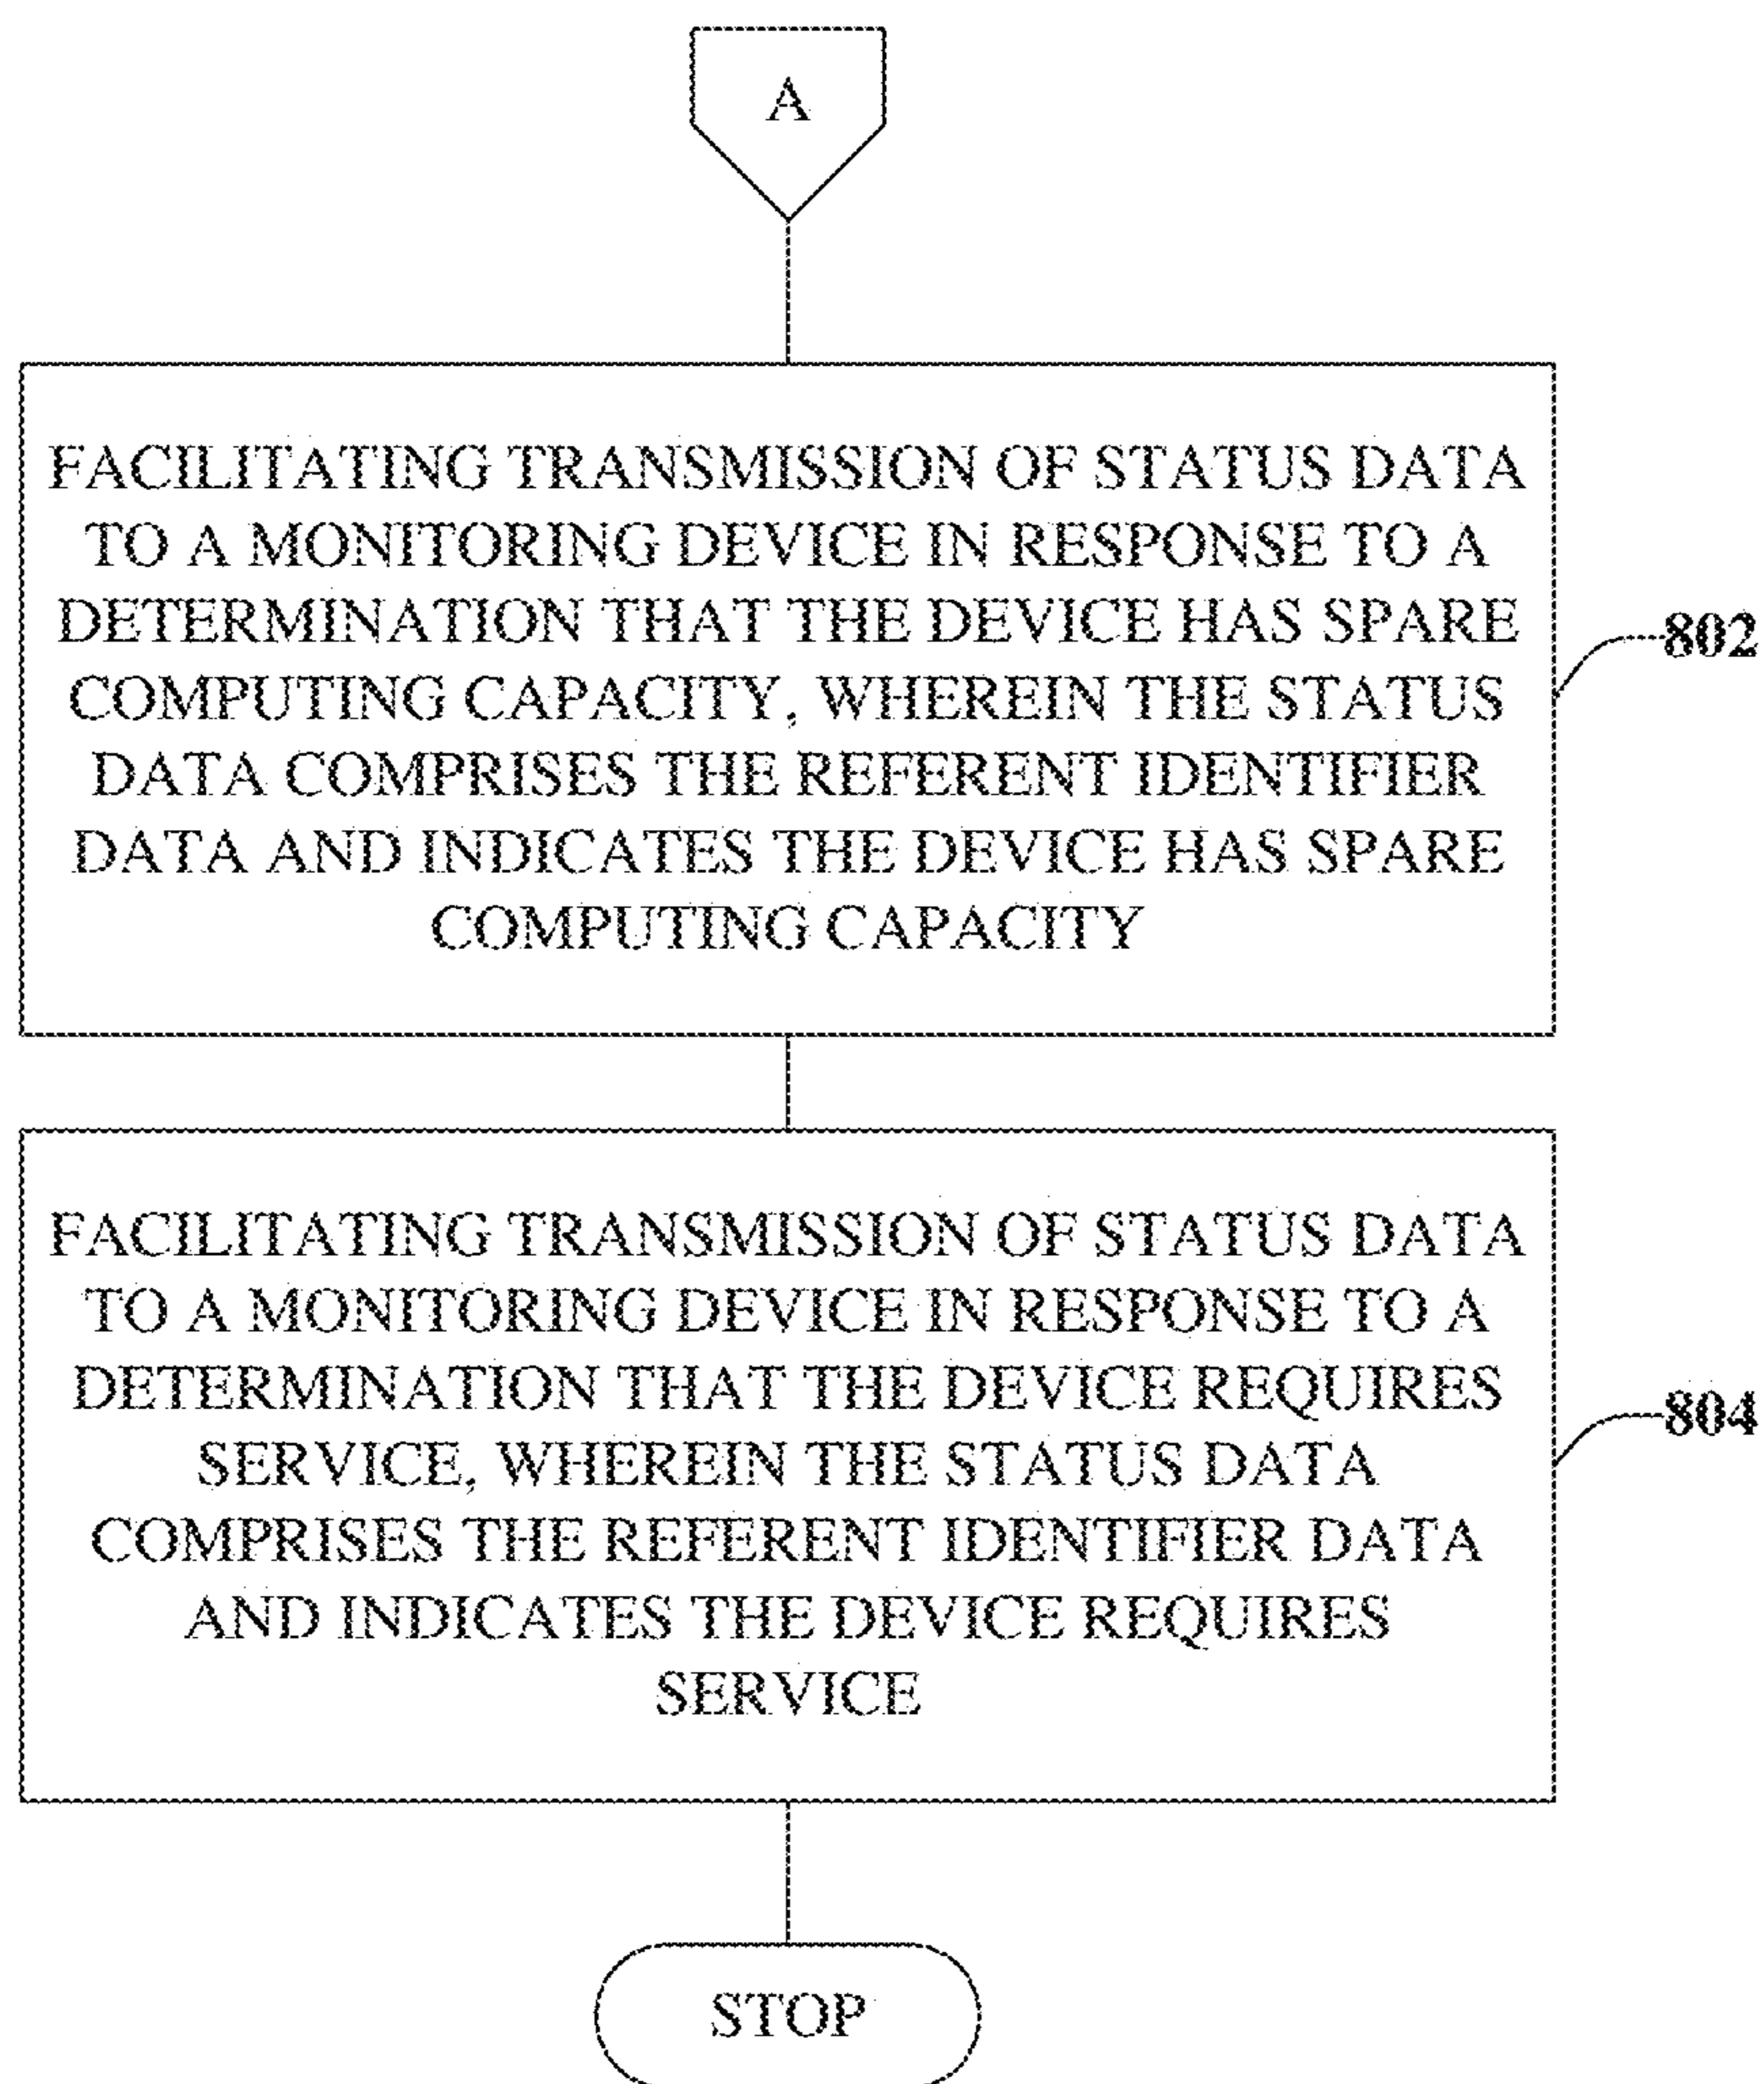 A
FACILITATING TRANSMISSION OF STATUS DATA
TO A MONITORING DEVICE IN RESPONSE TO A
DETERMINATION THAT THE DEVICE HAS SPARE
COMPUTING CAPACITY, WHEREIN THE STATUS
DATA COMPRISES THE REFERENT IDENTIFIER
DATA AND INDICATES THE DEVICE HAS SPARE
COMPUTING CAPACITY
802
FACILITATING TRANSMISSION OF STATUS DATA
TO A MONITORING DEVICE IN RESPONSE TO A
DETERMINATION THAT THE DEVICE REQUIRES
SERVICE, WHEREIN THE STATUS DATA
COMPRISES THE REFERENT IDENTIFIER DATA
AND INDICATES THE DEVICE REQUIRES
SERVICE
804
STOP